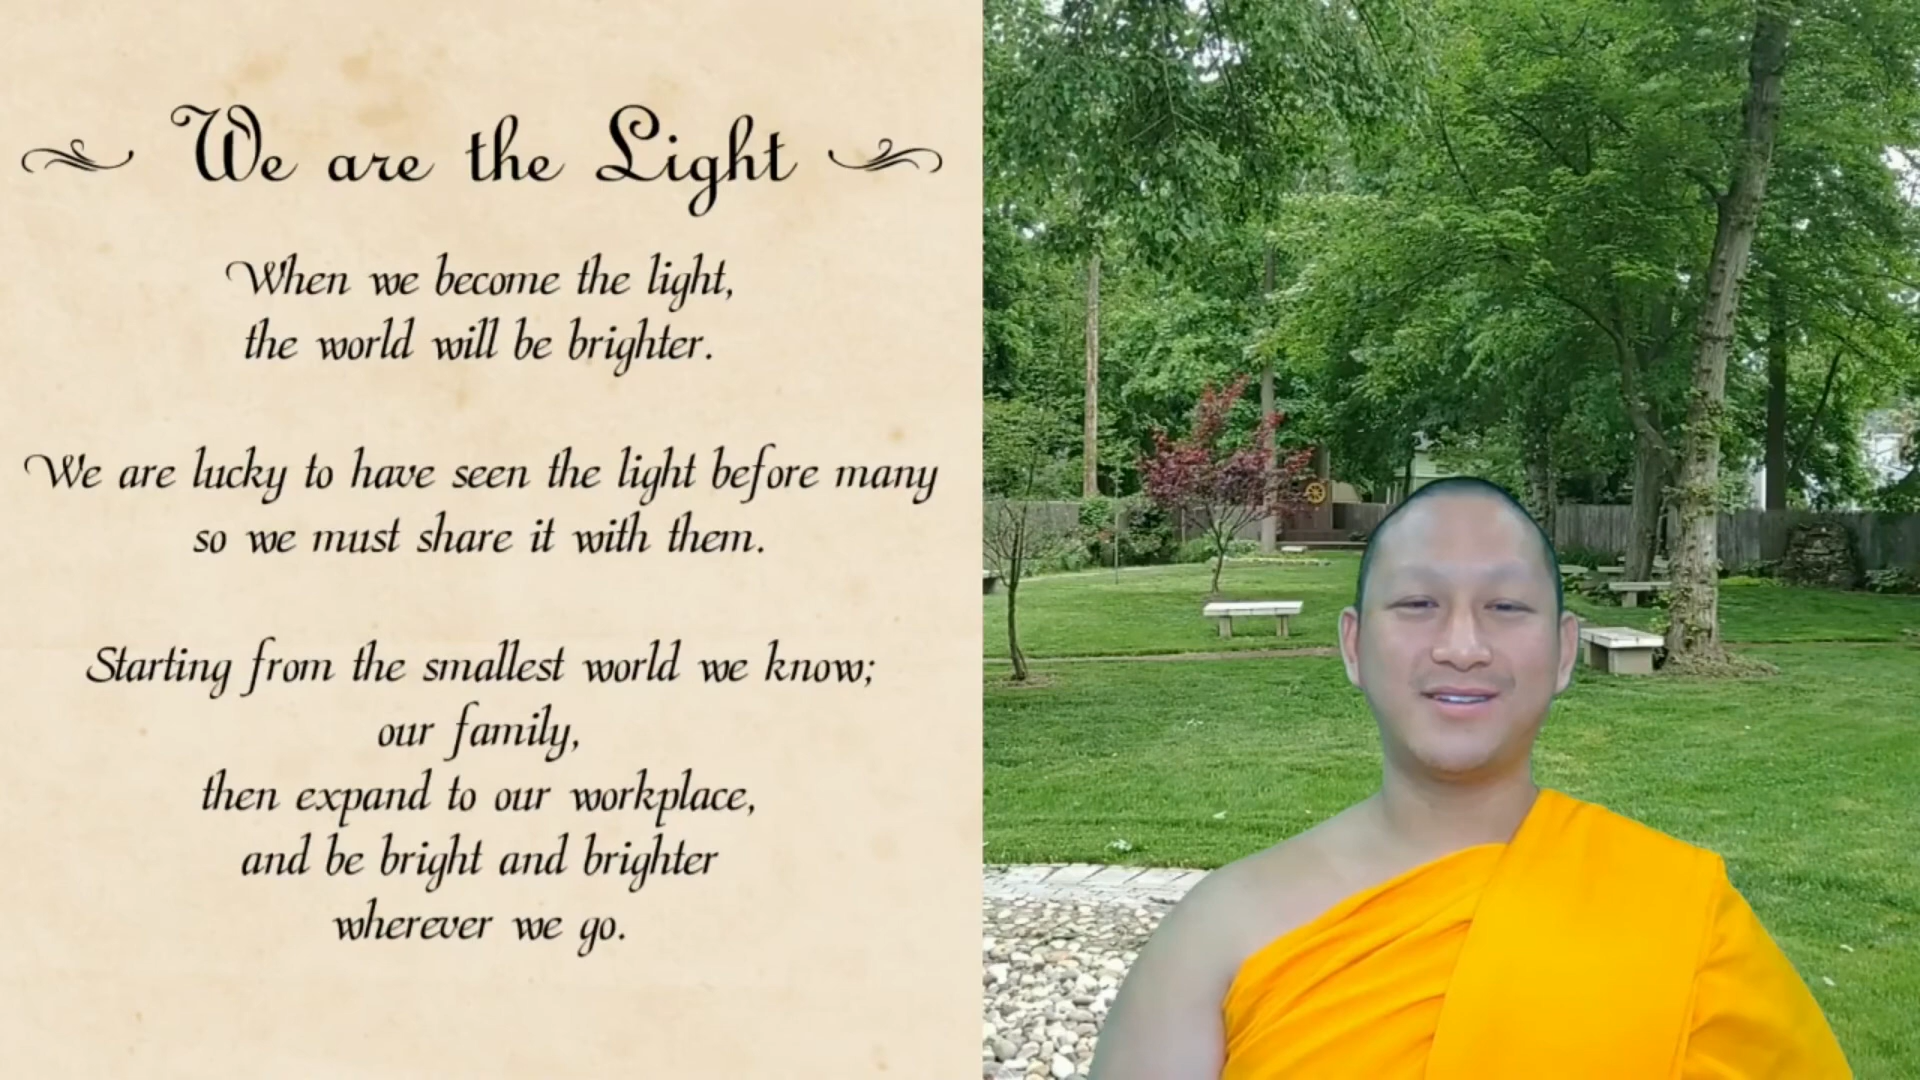 We are the Light
When we become the light,
the world will be brighter.
We are lucky to have seen the light before many
so we must share it with them.
Starting from the smallest world we know;
our family,
then expand to our workplace,
and be bright and brighter
wherever we go.